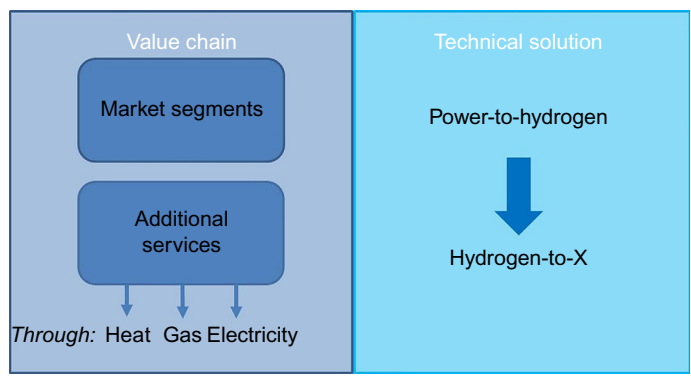 Value chain
Market segments
Additional
services
Through: Heat Gas Electricity
Technical solution
Power-to-hydrogen
Hydrogen-to-X